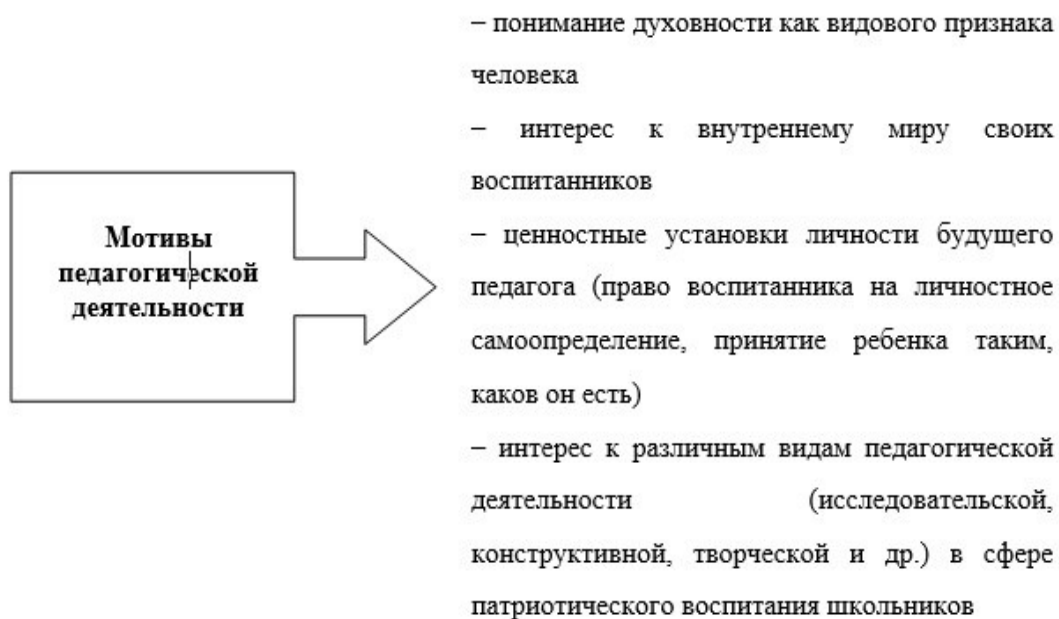 Мотивы
педагогической
деятельности
– понимание духовности как видового признака
человека
– интерес к внутреннему миру своих
воспитанников
– ценностные установки личности будущего
педагога (право воспитанника на личностное
самоопределение, принятие ребенка таким,
каков он есть)
– интерес к различным видам педагогической
деятельности (исследовательской,
конструктивной, творческой и др.) в сфере
патриотического воспитания школьников